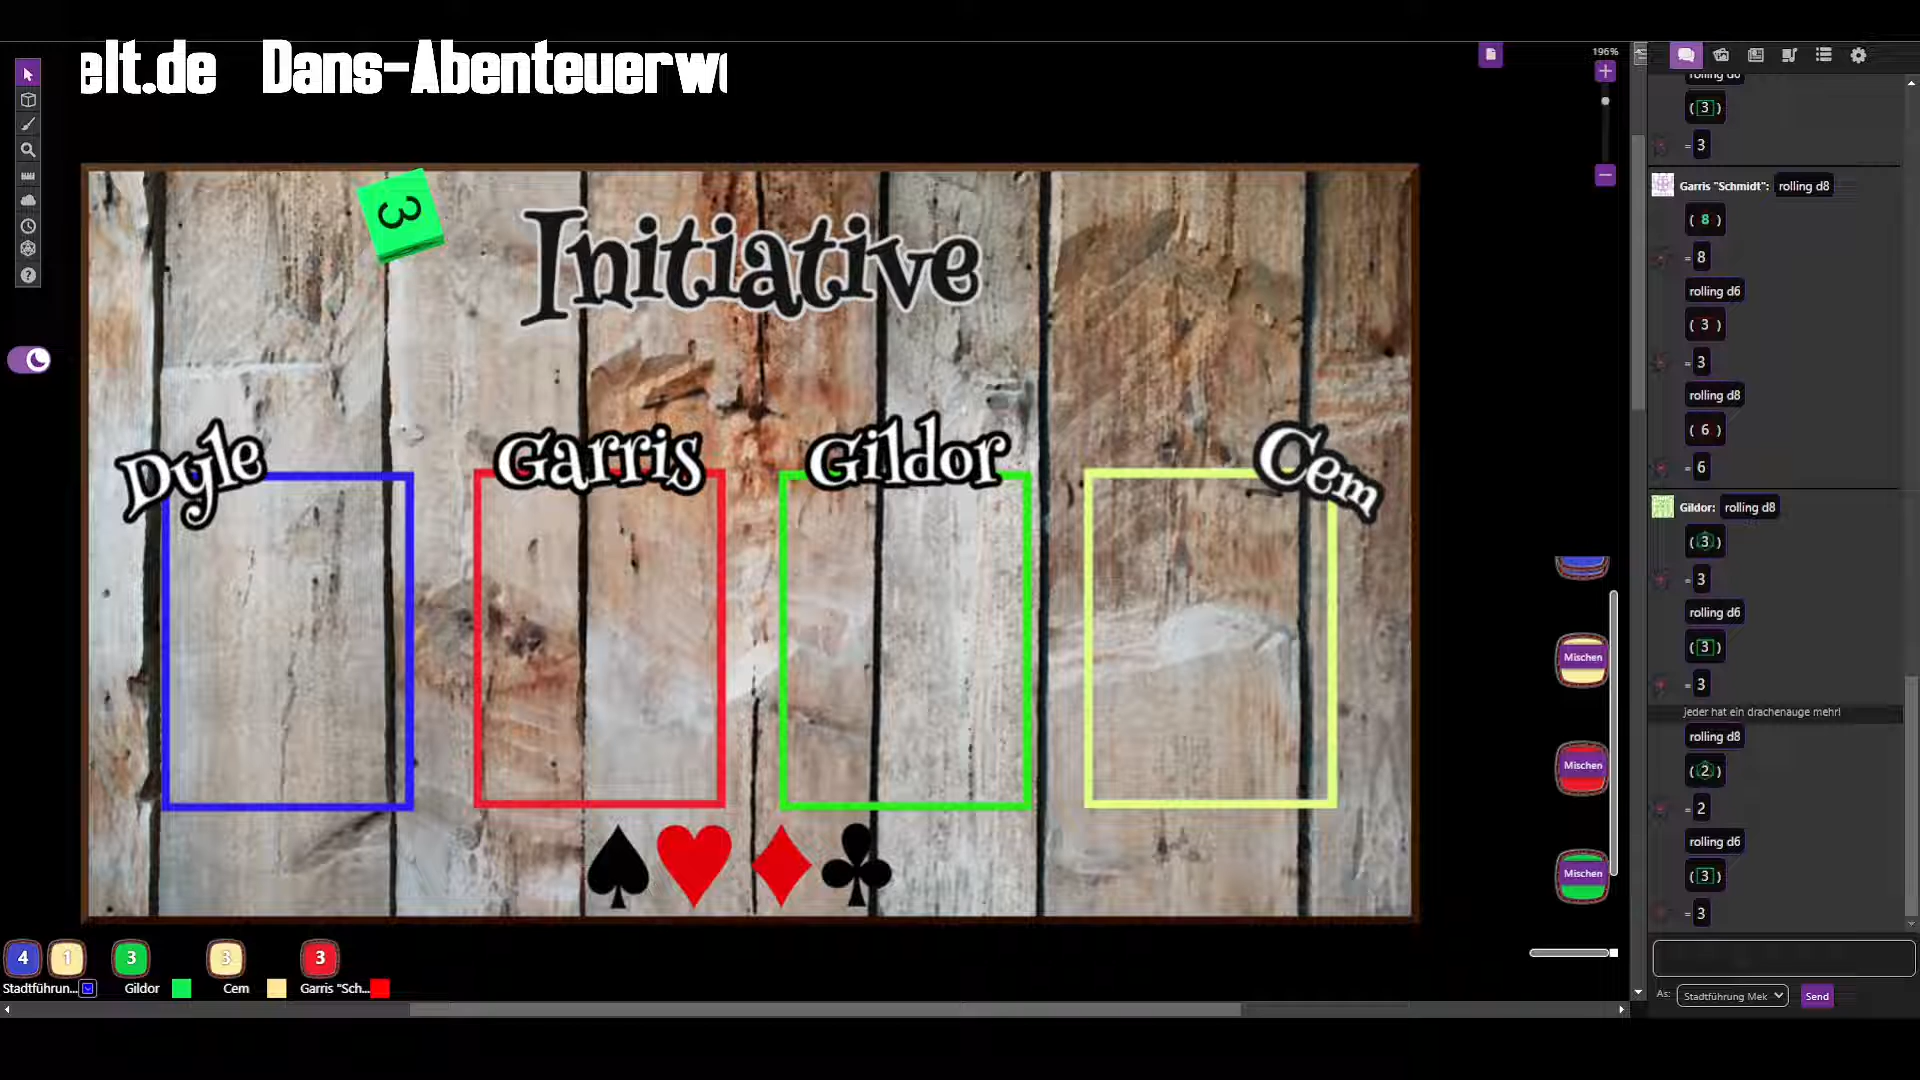 elt.de Dans-Abenteuerw
196%
3
Initiative
Dyle
Garris
Gildor
Cem
Mischen
Mischen
Mischen
4
1
3
3
3
Stadtführun...
Gildor
Cem
Garris "Sch...
rolling d6
(3)
= 3
Garris "Schmidt": rolling d8
(8)
= 8
rolling d6
(3)
= 3
rolling d8
(6)
= 6
Gildor: rolling d8
(3)
= 3
rolling d6
(3)
= 3
jeder hat ein drachenauge mehr!
rolling d8
(2)
= 2
rolling d6
(3)
= 3
As: Stadtführung Mek
Send